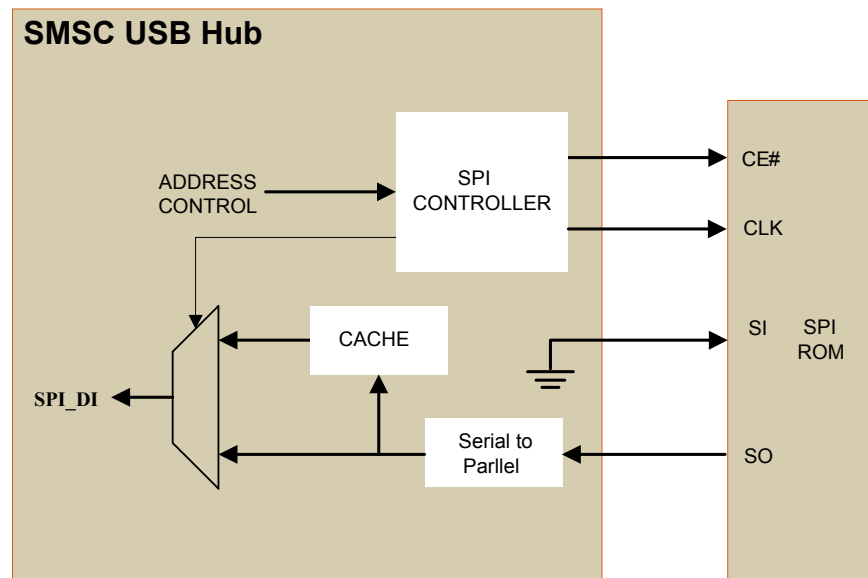 SMSC USB Hub
ADDRESS
CONTROL
SPI
CONTROLLER
CE#
CLK
CACHE
SI
SPI
ROM
SPI_DI
Serial to
Parllel
SO